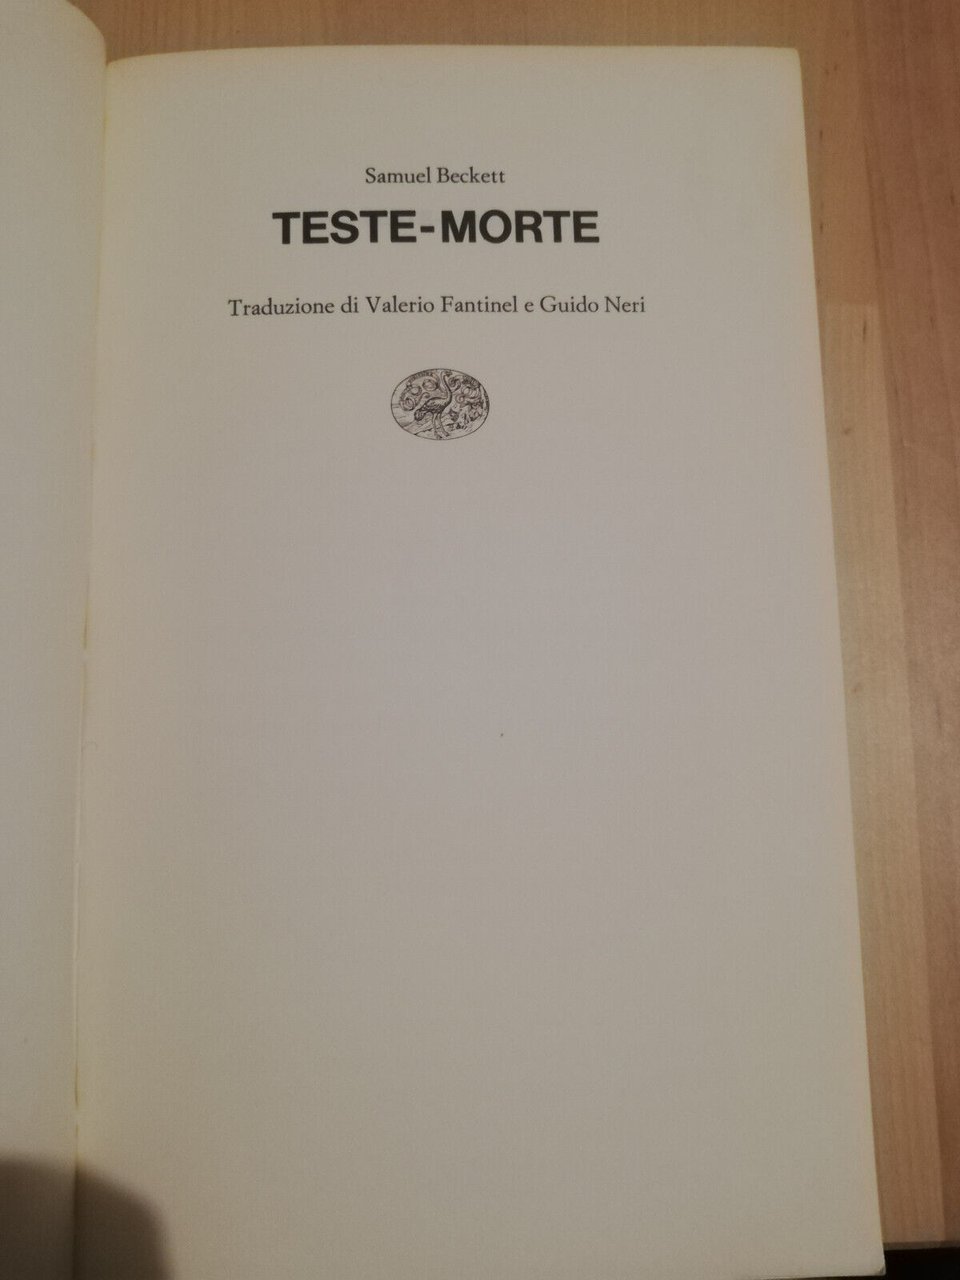 Samuel Beckett
TESTE-MORTE
Traduzione di Valerio Fantinel e Guido Neri